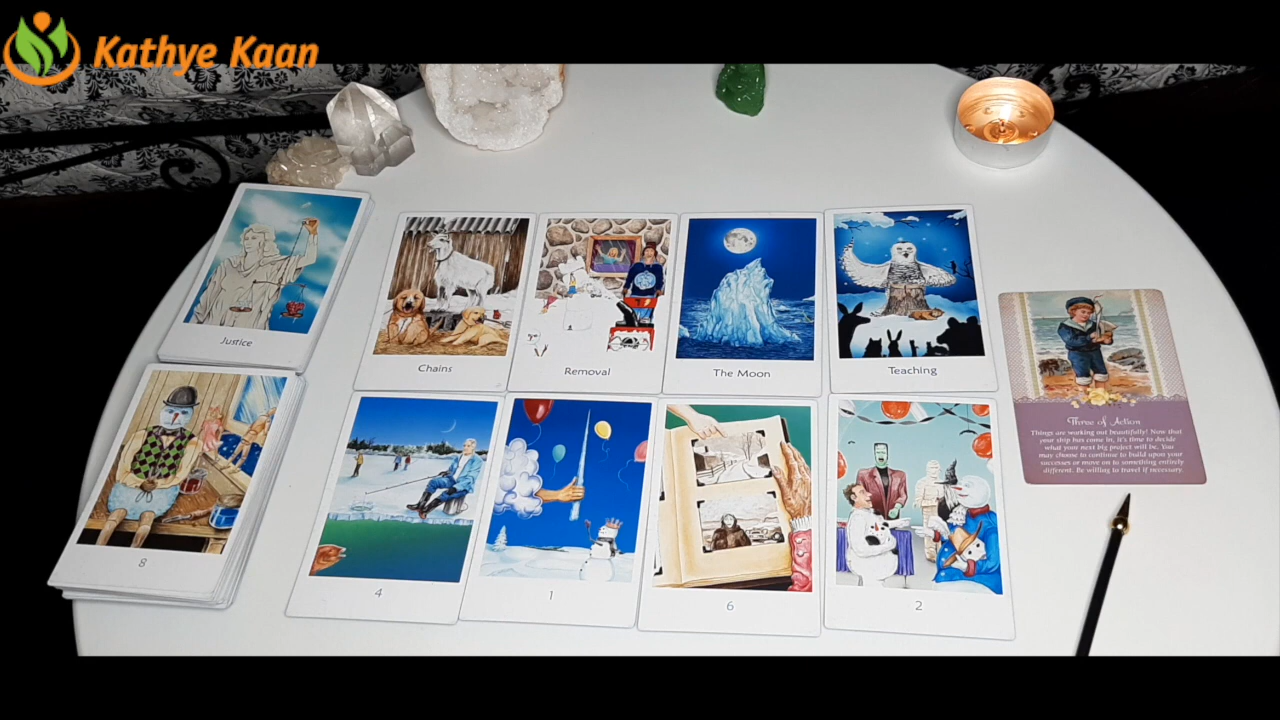 Kathye Kaan
Justice
Chains
Removal
The Moon
Teaching
Three of Action
Things are working out beautifully! Now that
your ship has come in, it's time to decide
what your next big project will be. You
may choose to continue to build upon your
successes or move on to something entirely
different. Be willing to travel if necessary.
8
4
1
6
2